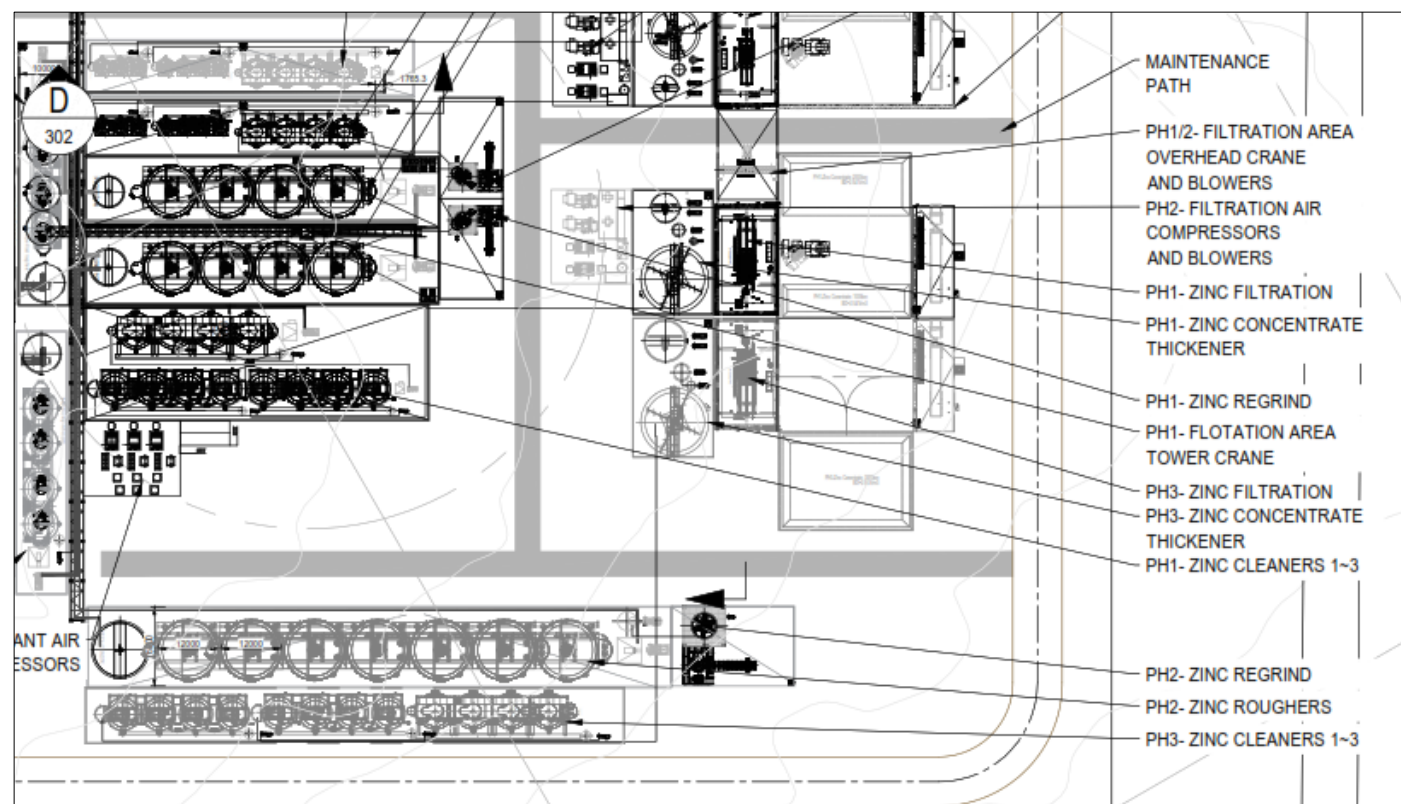 10000
1765.3
D
302
MAINTENANCE
PATH
PH1/2- FILTRATION AREA
OVERHEAD CRANE
AND BLOWERS
PH2- FILTRATION AIR
COMPRESSORS
AND BLOWERS
PH1- ZINC FILTRATION
PH1- ZINC CONCENTRATE
THICKENER
PH1- ZINC REGRIND
PH1- FLOTATION AREA
TOWER CRANE
PH3- ZINC FILTRATION
PH3- ZINC CONCENTRATE
THICKENER
PH1- ZINC CLEANERS 1~3
ANT AIR
ESSORS
12000
12000
PH2- ZINC REGRIND
PH2- ZINC ROUGHERS
PH3- ZINC CLEANERS 1~3